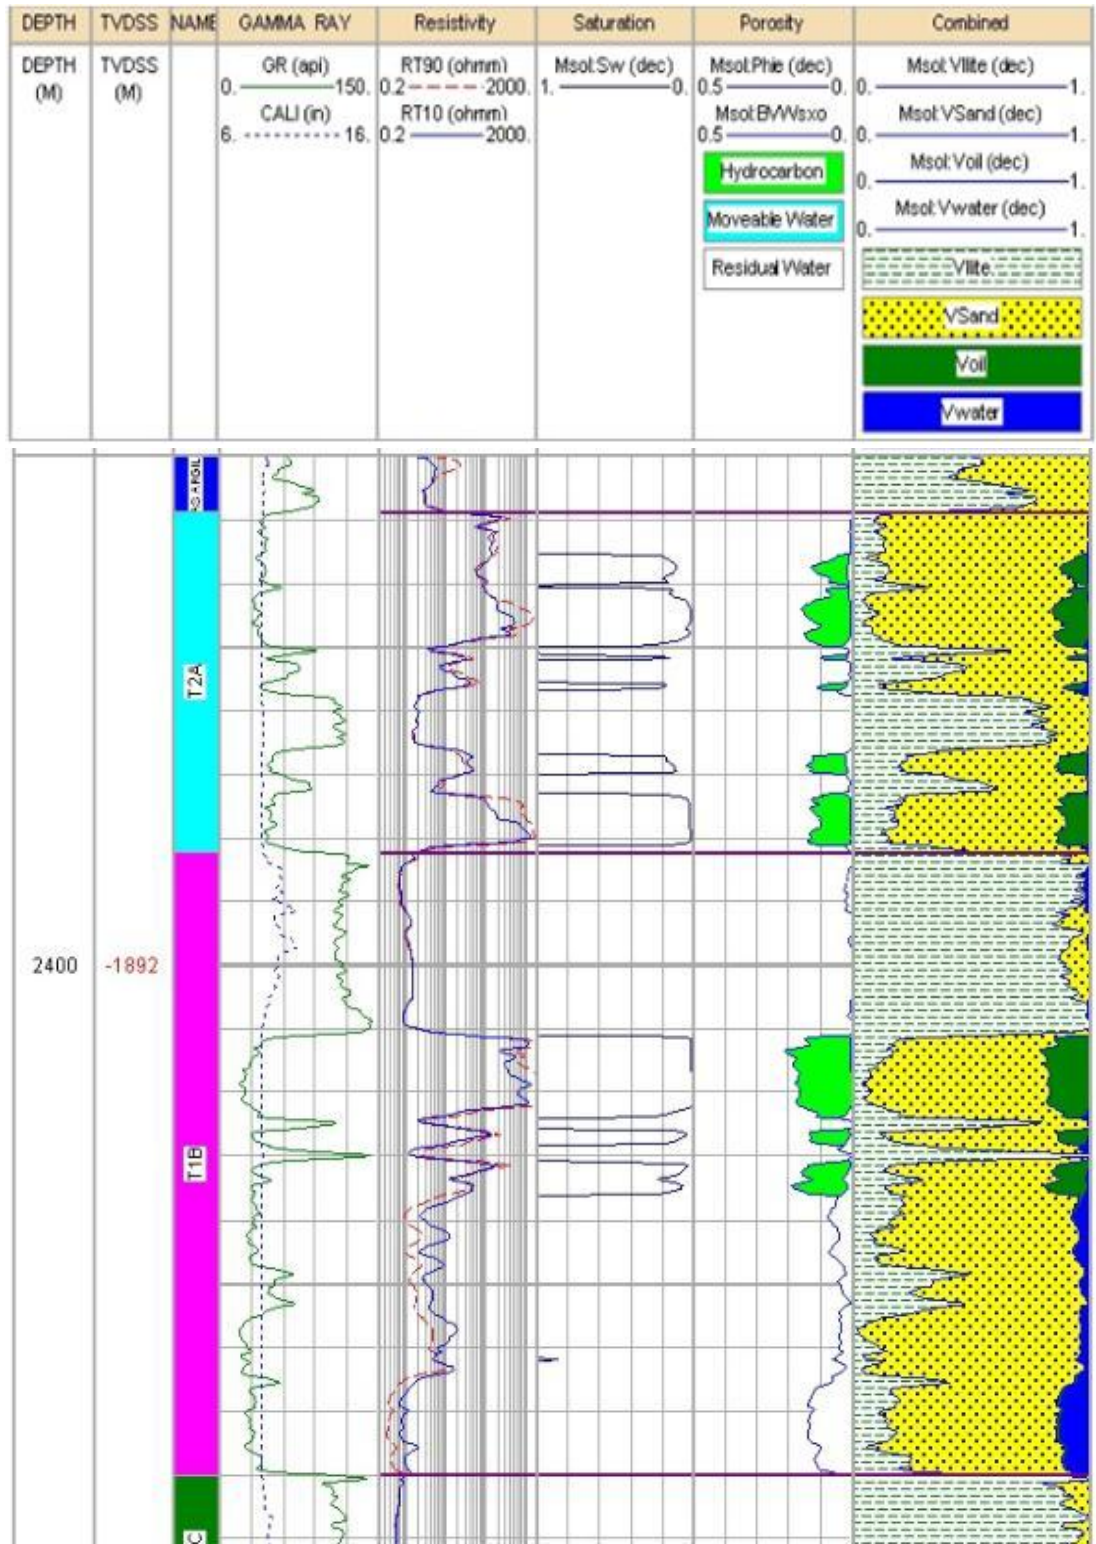 DEPTH TVDSS NAME GAMMA RAY Resistivity Saturation Porosity Combined
DEPTH
(M)
TVDSS
(M)
GR (api)
0. 150.
CALI (in)
6. 16.
RT90 (ohmm)
0.2 2000.
RT10 (ohmm)
0.2 2000.
Msol:Sw (dec)
1. 0.
Msol:Phie (dec)
0.5 0.
Msol:BVWsxo
0.5 0.
Hydrocarbon
Moveable Water
Residual Water
Msol:VIlite (dec)
0. 1.
Msol:VSand (dec)
0. 1.
Msol:Voil (dec)
0. 1.
Msol:Vwater (dec)
0. 1.
VIlite
VSand
Voil
Vwater
T2A
2400 -1892
T1B
C